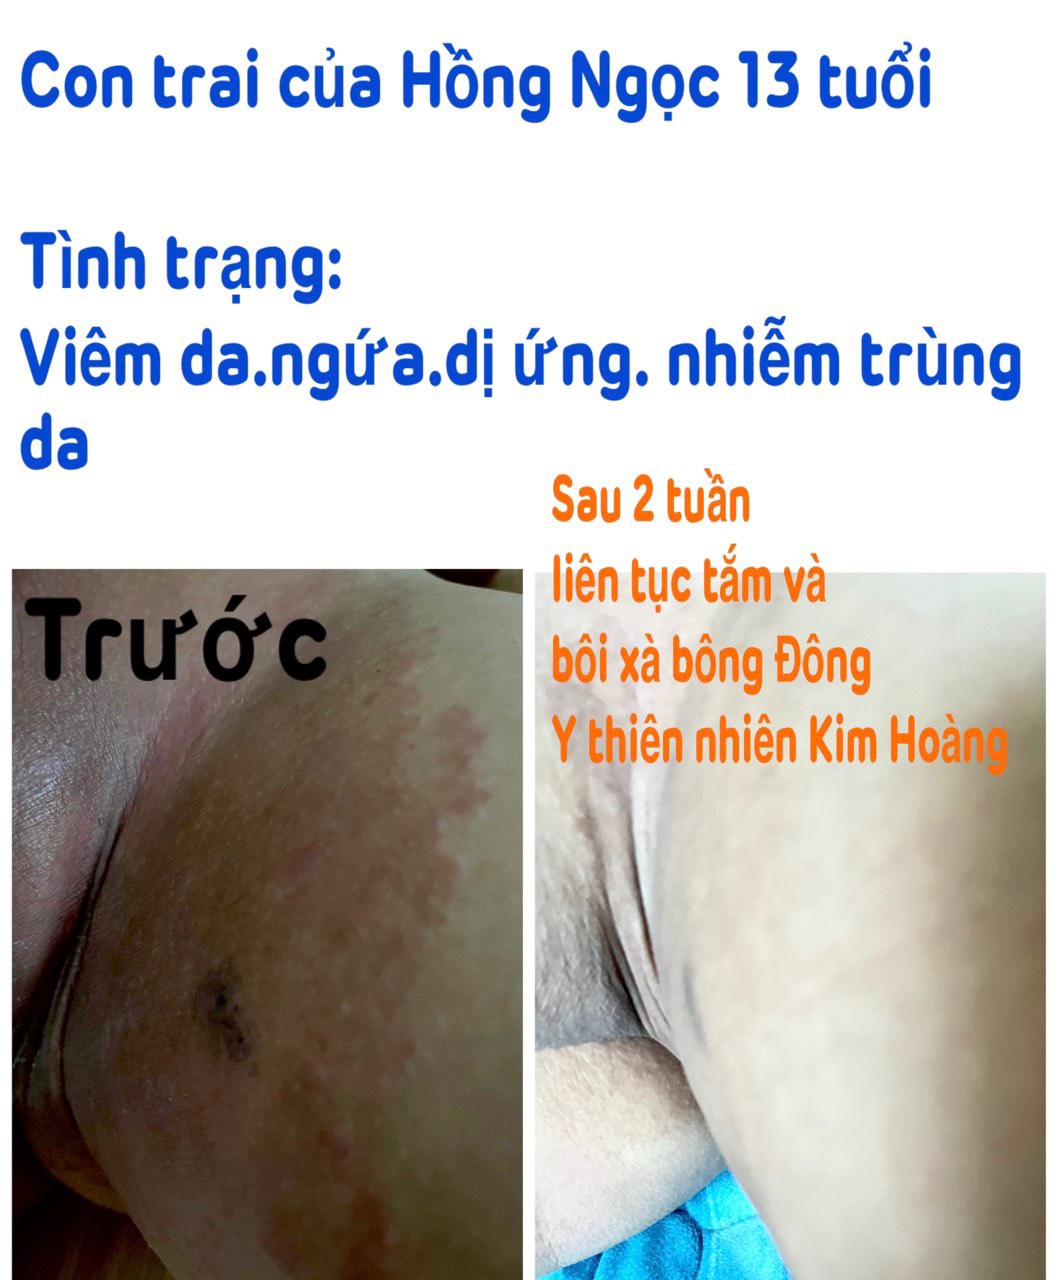 Con trai của Hồng Ngọc 13 tuổi
Tình trạng:
Viêm da.ngứa.dị ứng. nhiễm trùng
da
Sau 2 tuần
liên tục tắm và
bôi xà bông Đông
Y thiên nhiên Kim Hoàng
Trước